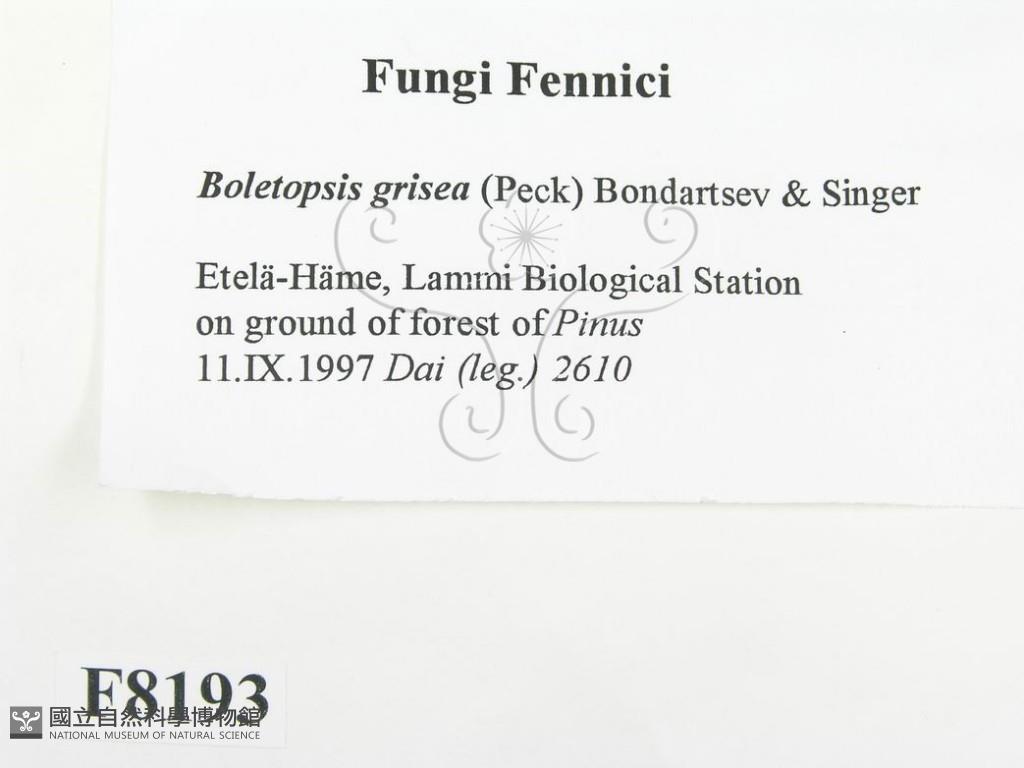 Fungi Fennici
Boletopsis grisea (Peck) Bondartsev & Singer
Etelä-Häme, Lammi Biological Station
on ground of forest of Pinus
11.IX.1997 Dai (leg.) 2610
F8193
國立自然科學博物館
NATIONAL MUSEUM OF NATURAL SCIENCE